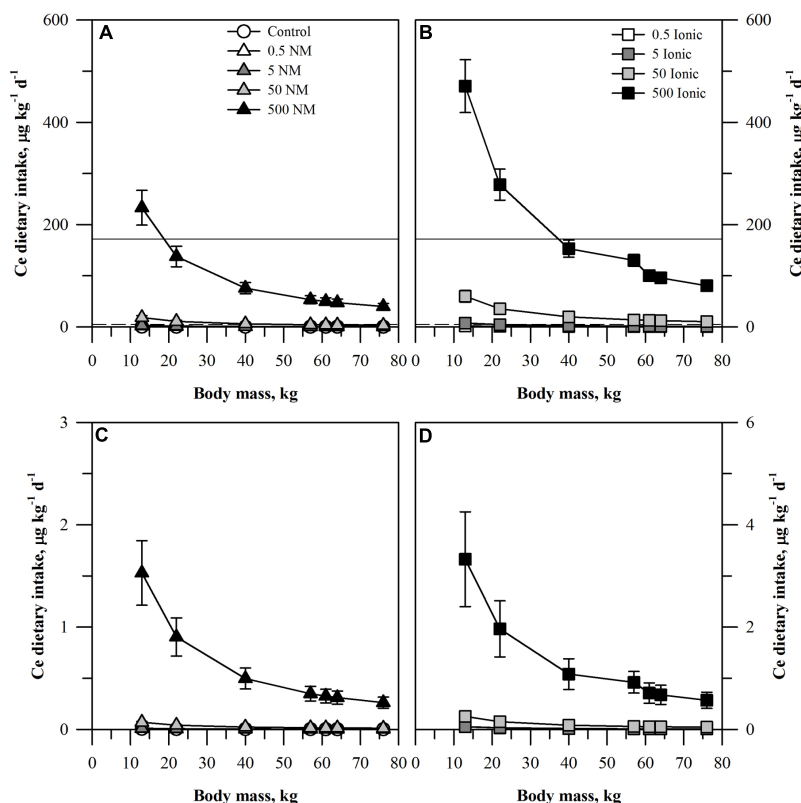 A
Control
0.5 NM
5 NM
50 NM
500 NM
B
0.5 Ionic
5 Ionic
50 Ionic
500 Ionic
Ce dietary intake, µg kg⁻¹ d⁻¹
600
400
200
0
0 10 20 30 40 50 60 70 80
Body mass, kg
0 10 20 30 40 50 60 70 80
Body mass, kg
600
400
200
0
Ce dietary intake, µg kg⁻¹ d⁻¹
C
D
Ce dietary intake, µg kg⁻¹ d⁻¹
3
2
1
0
0 10 20 30 40 50 60 70 80
Body mass, kg
0 10 20 30 40 50 60 70 80
Body mass, kg
6
4
2
0
Ce dietary intake, µg kg⁻¹ d⁻¹